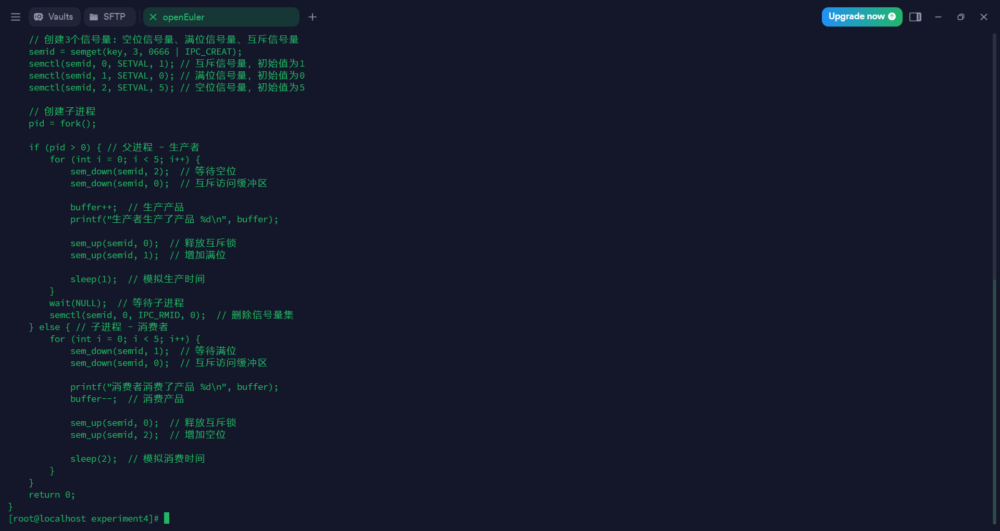 Vaults
SFTP
openEuler
Upgrade now
    // 创建3个信号量: 空位信号量、满位信号量、互斥信号量
    semid = semget(key, 3, 0666 | IPC_CREAT);
    semctl(semid, 0, SETVAL, 1); // 互斥信号量, 初始值为1
    semctl(semid, 1, SETVAL, 0); // 满位信号量, 初始值为0
    semctl(semid, 2, SETVAL, 5); // 空位信号量, 初始值为5

    // 创建子进程
    pid = fork();

    if (pid > 0) { // 父进程 - 生产者
        for (int i = 0; i < 5; i++) {
            sem_down(semid, 2);  // 等待空位
            sem_down(semid, 0);  // 互斥访问缓冲区

            buffer++;  // 生产产品
            printf("生产者生产了产品 %d\n", buffer);

            sem_up(semid, 0);  // 释放互斥锁
            sem_up(semid, 1);  // 增加满位

            sleep(1);  // 模拟生产时间
        }
        wait(NULL);  // 等待子进程
        semctl(semid, 0, IPC_RMID, 0);  // 删除信号量集
    } else { // 子进程 - 消费者
        for (int i = 0; i < 5; i++) {
            sem_down(semid, 1);  // 等待满位
            sem_down(semid, 0);  // 互斥访问缓冲区

            printf("消费者消费了产品 %d\n", buffer);
            buffer--;  // 消费产品

            sem_up(semid, 0);  // 释放互斥锁
            sem_up(semid, 2);  // 增加空位

            sleep(2);  // 模拟消费时间
        }
    }
    return 0;
}
[root@localhost experiment4]#